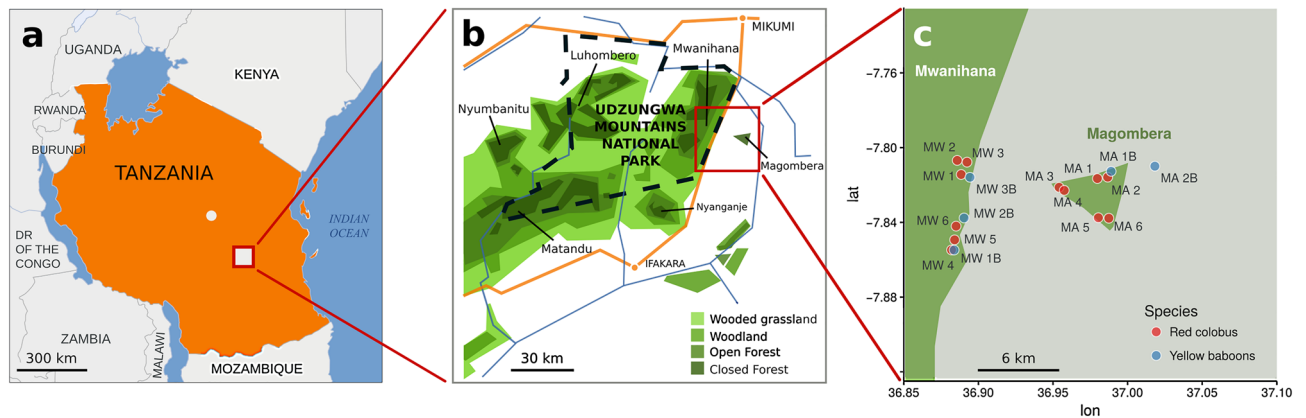 a
UGANDA
KENYA
RWANDA
BURUNDI
TANZANIA
INDIAN
OCEAN
DR
OF THE
CONGO
ZAMBIA
MALAWI
MOZAMBIQUE
300 km
b
MIKUMI
Luhombero
Mwanihana
Nyumbanitu
UDZUNGWA
MOUNTAINS
NATIONAL
PARK
Magombera
Nyanganje
Matandu
IFAKARA
Wooded grassland
Woodland
Open Forest
Closed Forest
30 km
c
Mwanihana
Magombera
MW 2
MW 3
MW 1
MW 3B
MW 2B
MW 6
MW 5
MW 1B
MW 4
MA 1B
MA 1
MA 3
MA 2B
MA 2
MA 4
MA 5
MA 6
Species
Red colobus
Yellow baboons
6 km
−7.76
−7.80
−7.84
−7.88
lat
36.85
36.90
36.95
37.00
37.05
37.10
lon